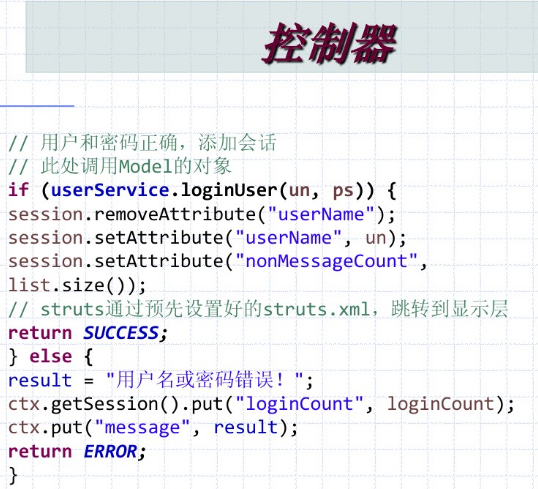 控制器
// 用户和密码正确，添加会话
// 此处调用Model的对象
if (userService.loginUser(un, ps)) {
session.removeAttribute("userName");
session.setAttribute("userName", un);
session.setAttribute("nonMessageCount",
list.size());
// struts通过预先设置好的struts.xml，跳转到显示层
return SUCCESS;
} else {
result = "用户名或密码错误！";
ctx.getSession().put("loginCount", loginCount);
ctx.put("message", result);
return ERROR;
}